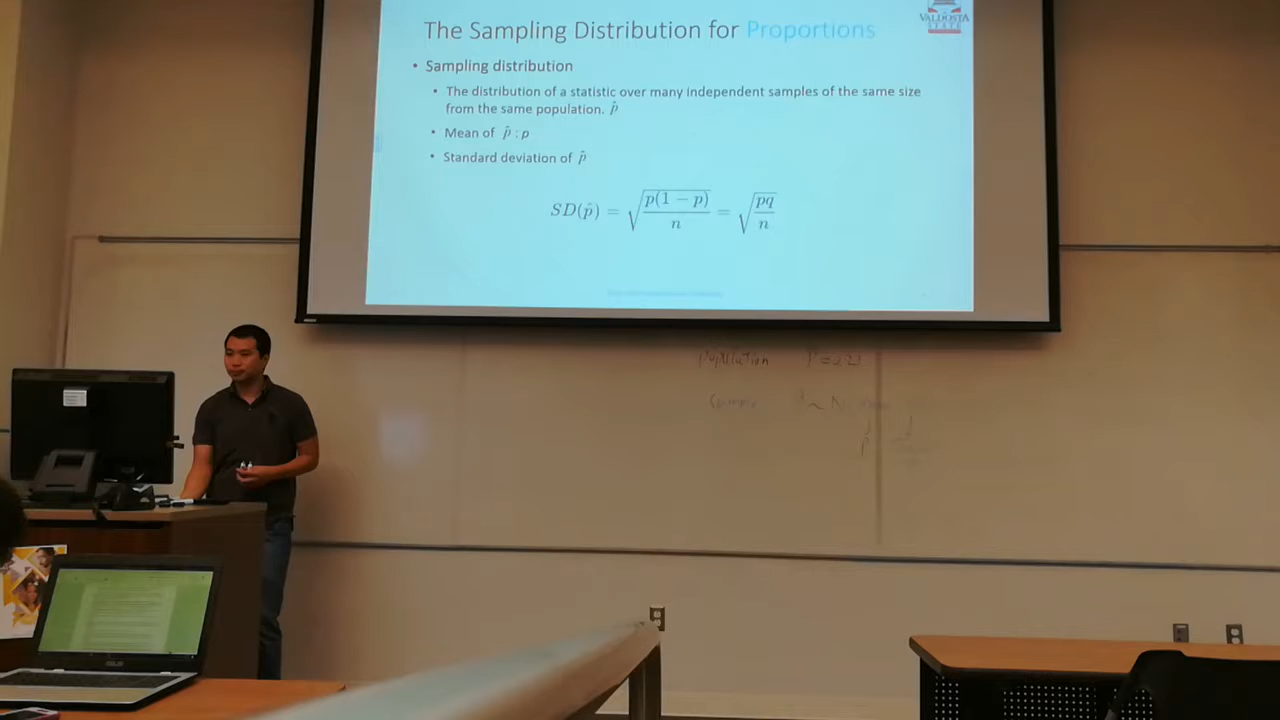 The Sampling Distribution for Proportions
VALDOSTA
STATE
• Sampling distribution
• The distribution of a statistic over many independent samples of the same size
from the same population. p̂
• Mean of p̂ : p
• Standard deviation of p̂
SD(p̂) = √(p(1 − p)/n) = √(pq/n)
Population
ASUS